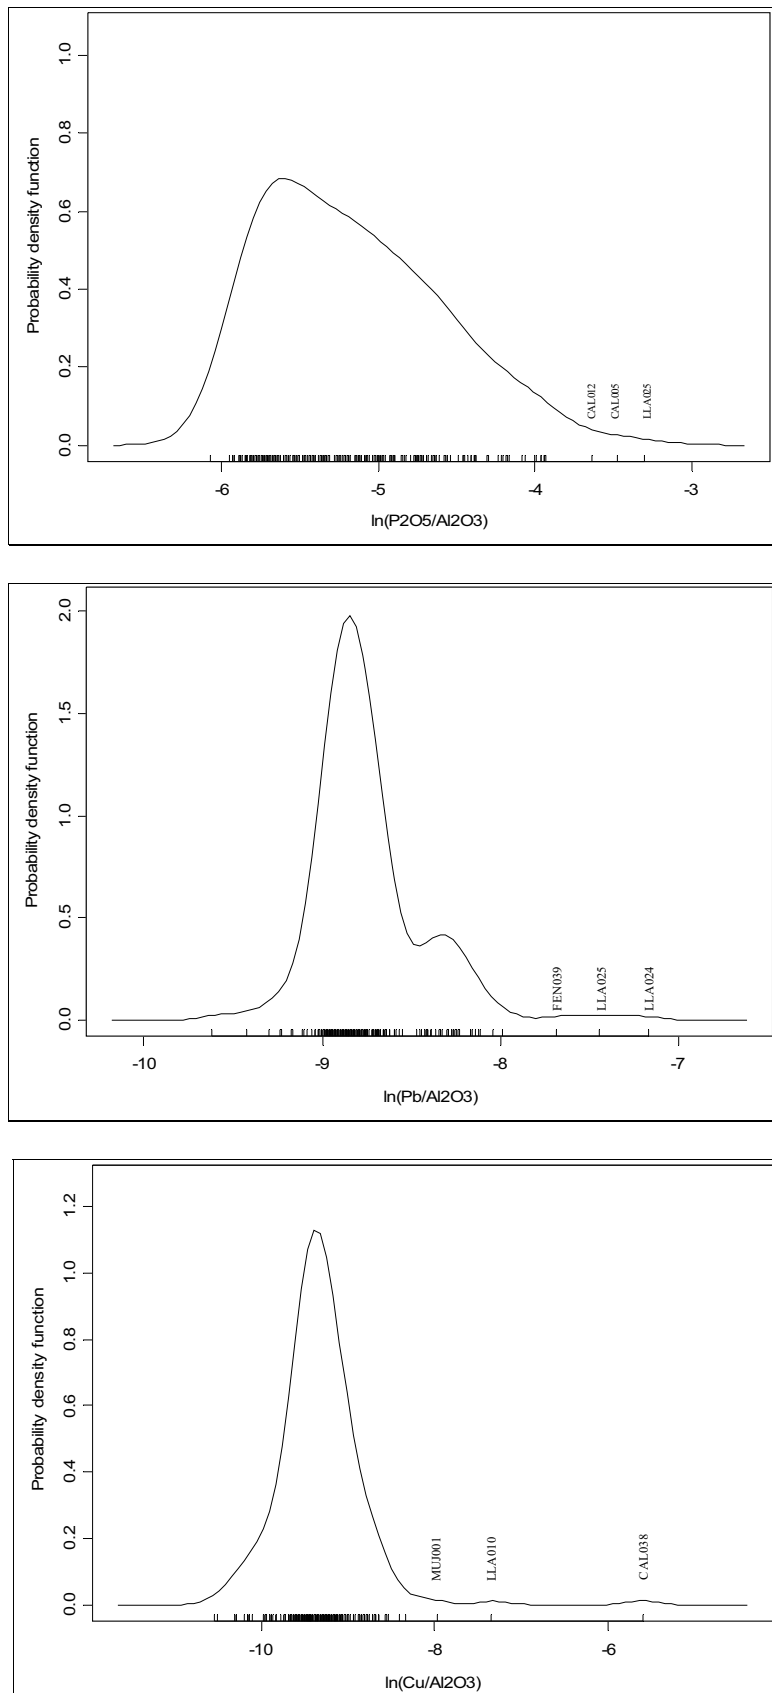 1.0
0.8
0.6
0.4
0.2
0.0
Probability density function
CAL012
CAL005
LLA025
-6 -5 -4 -3
ln(P2O5/Al2O3)
2.0
1.5
1.0
0.5
0.0
Probability density function
FEN039
LLA025
LLA024
-10 -9 -8 -7
ln(Pb/Al2O3)
1.2
1.0
0.8
0.6
0.4
0.2
0.0
Probability density function
MUJ001
LLA010
CAL038
-10 -8 -6
ln(Cu/Al2O3)